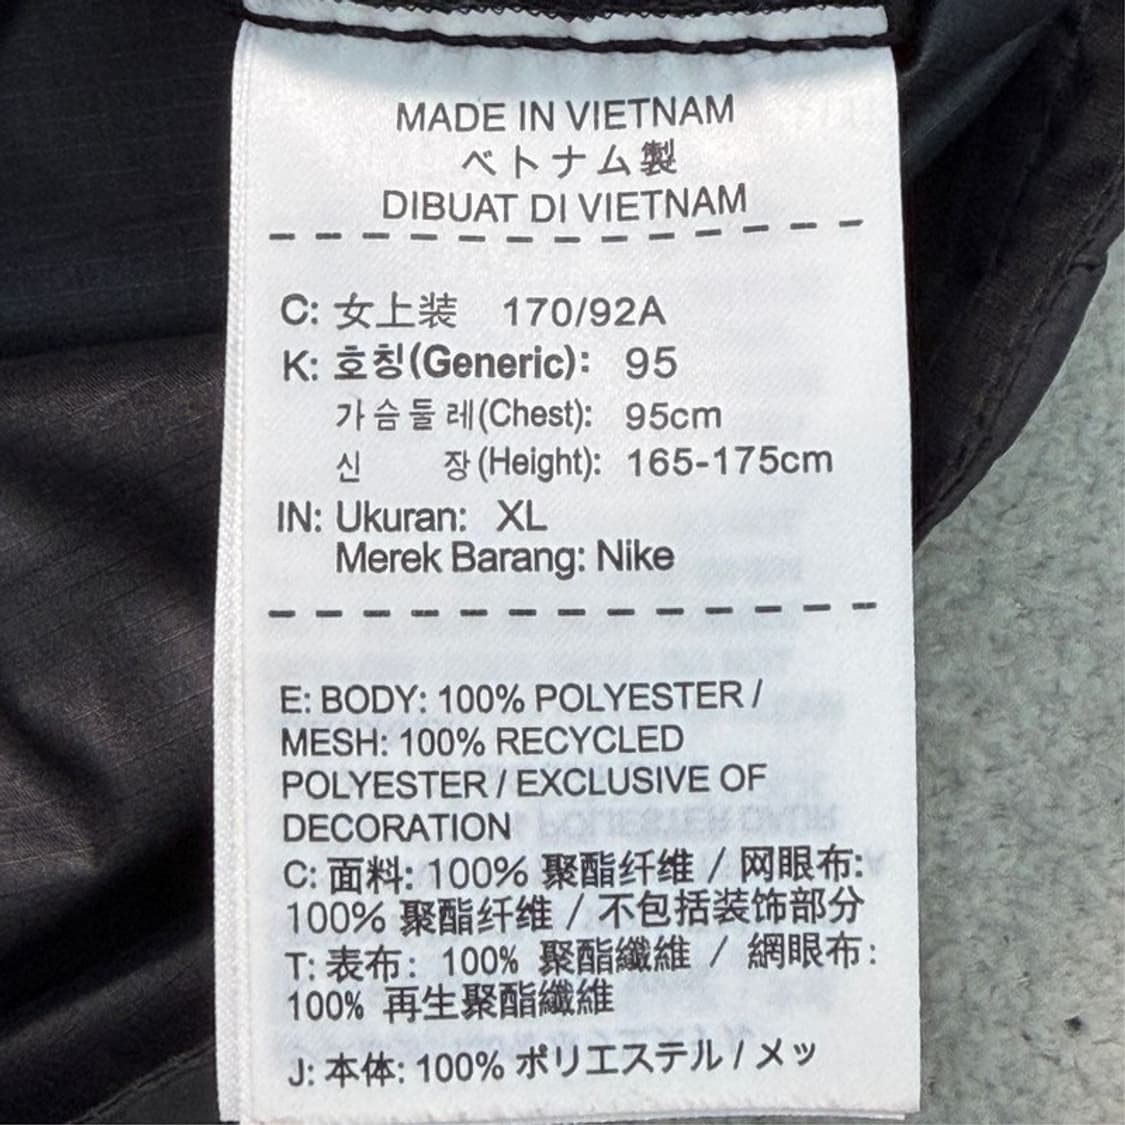 MADE IN VIETNAM
ベトナム製
DIBUAT DI VIETNAM
C: 女上装 170/92A
K: 호칭(Generic): 95
가슴둘레(Chest): 95cm
신 장(Height): 165-175cm
IN: Ukuran: XL
Merek Barang: Nike
E: BODY: 100% POLYESTER /
MESH: 100% RECYCLED
POLYESTER / EXCLUSIVE OF
DECORATION
C: 面料: 100% 聚酯纤维 / 网眼布:
100% 聚酯纤维 / 不包括装饰部分
T: 表布: 100% 聚酯纖維 / 網眼布:
100% 再生聚酯纖維
J: 本体: 100% ポリエステル / メッ